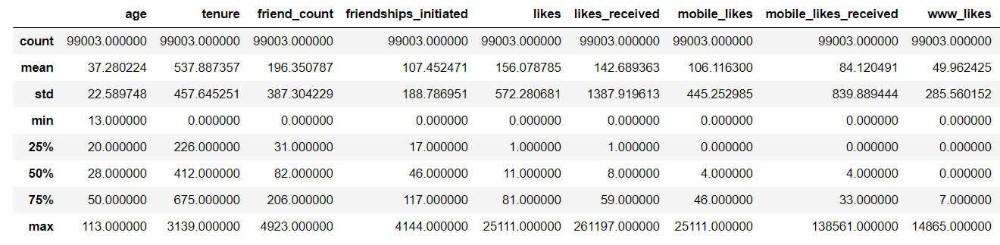 age tenure friend_count friendships_initiated likes likes_received mobile_likes mobile_likes_received www_likes
count 99003.000000 99003.000000 99003.000000 99003.000000 99003.000000 99003.000000 99003.000000 99003.000000 99003.000000
mean 37.280224 537.887357 196.350787 107.452471 156.078785 142.689363 106.116300 84.120491 49.962425
std 22.589748 457.645251 387.304229 188.786951 572.280681 1387.919613 445.252985 839.889444 285.560152
min 13.000000 0.000000 0.000000 0.000000 0.000000 0.000000 0.000000 0.000000 0.000000
25% 20.000000 226.000000 31.000000 17.000000 1.000000 1.000000 0.000000 0.000000 0.000000
50% 28.000000 412.000000 82.000000 46.000000 11.000000 8.000000 4.000000 4.000000 0.000000
75% 50.000000 675.000000 206.000000 117.000000 81.000000 59.000000 46.000000 33.000000 7.000000
max 113.000000 3139.000000 4923.000000 4144.000000 25111.000000 261197.000000 25111.000000 138561.000000 14865.000000